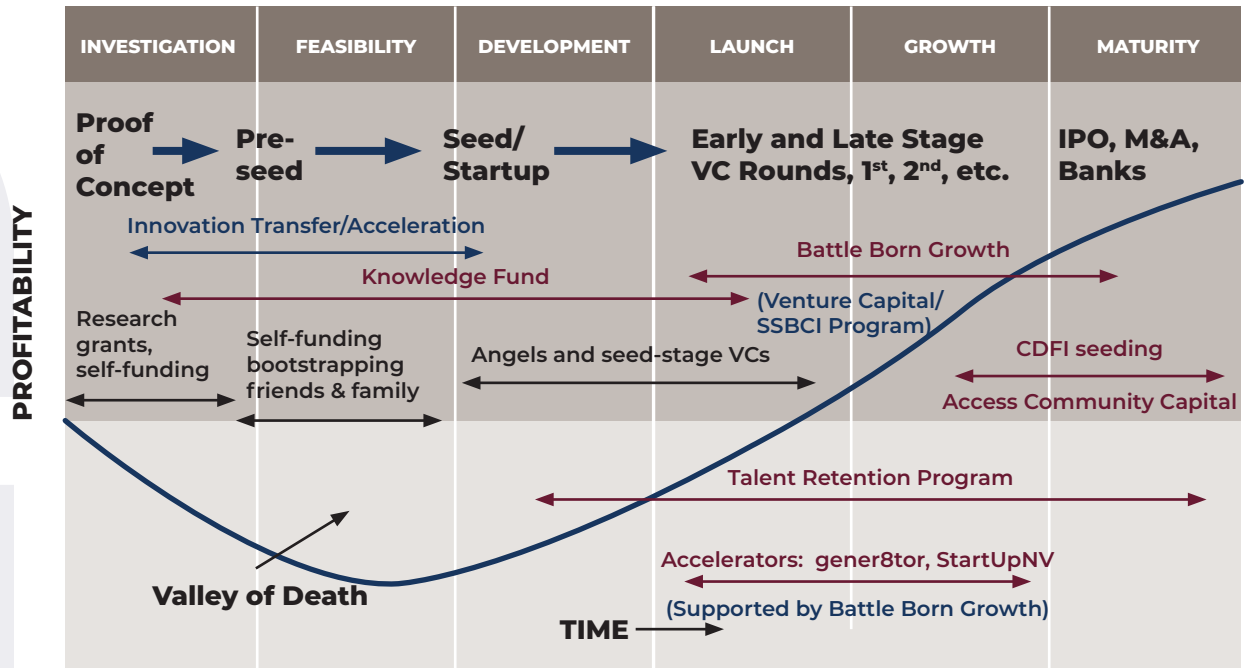 INVESTIGATION
FEASIBILITY
DEVELOPMENT
LAUNCH
GROWTH
MATURITY
Proof
of
Concept
Pre-
seed
Seed/
Startup
Early and Late Stage
VC Rounds, 1st, 2nd, etc.
IPO, M&A,
Banks
Innovation Transfer/Acceleration
Knowledge Fund
Battle Born Growth
(Venture Capital/
SSBCI Program)
Research
grants,
self-funding
Self-funding
bootstrapping
friends & family
Angels and seed-stage VCs
CDFI seeding
Access Community Capital
PROFITABILITY
Talent Retention Program
Valley of Death
Accelerators: gener8tor, StartUpNV
(Supported by Battle Born Growth)
TIME